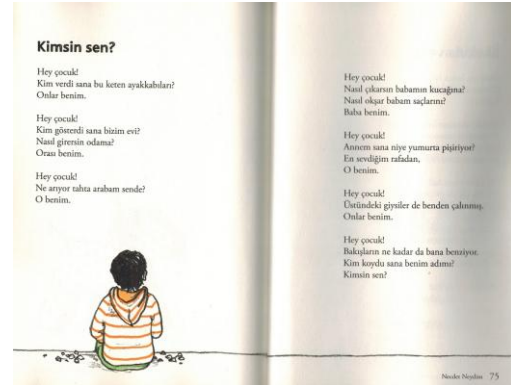 Kimsin sen?
Hey çocuk!
Kim verdi sana bu keten ayakkabıları?
Onlar benim.
Hey çocuk!
Kim gösterdi sana bizim evi?
Nasıl girersin odama?
Orası benim.
Hey çocuk!
Ne arıyor tahta arabam sende?
O benim.
Hey çocuk!
Nasıl çıkarsın babamın kucağına?
Nasıl okşar babam saçlarını?
Baba benim.
Hey çocuk!
Annem sana niye yumurta pişiriyor?
En sevdiğim rafadan,
O benim.
Hey çocuk!
Üstündeki giysiler de benden çalınmış.
Onlar benim.
Hey çocuk!
Bakışların ne kadar da bana benziyor.
Kim koydu sana benim adımı?
Kimsin sen?
Necdet Neydim 75